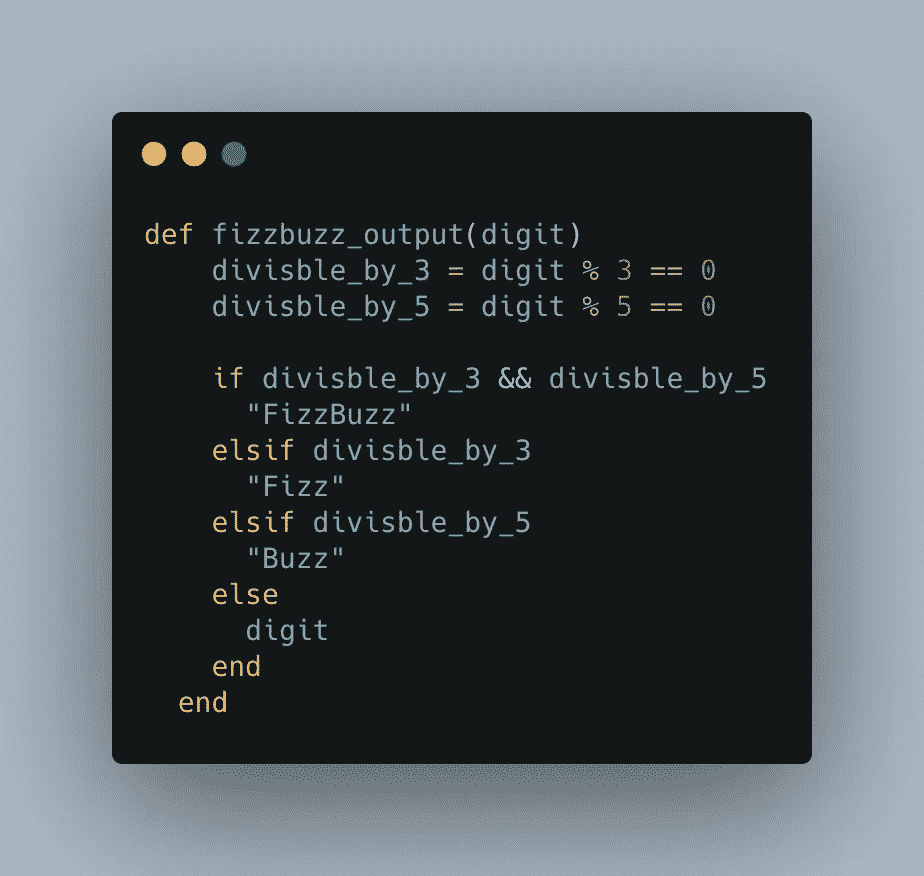 def fizzbuzz_output(digit)
    divisble_by_3 = digit % 3 == 0
    divisble_by_5 = digit % 5 == 0

    if divisble_by_3 && divisble_by_5
      "FizzBuzz"
    elsif divisble_by_3
      "Fizz"
    elsif divisble_by_5
      "Buzz"
    else
      digit
    end
  end